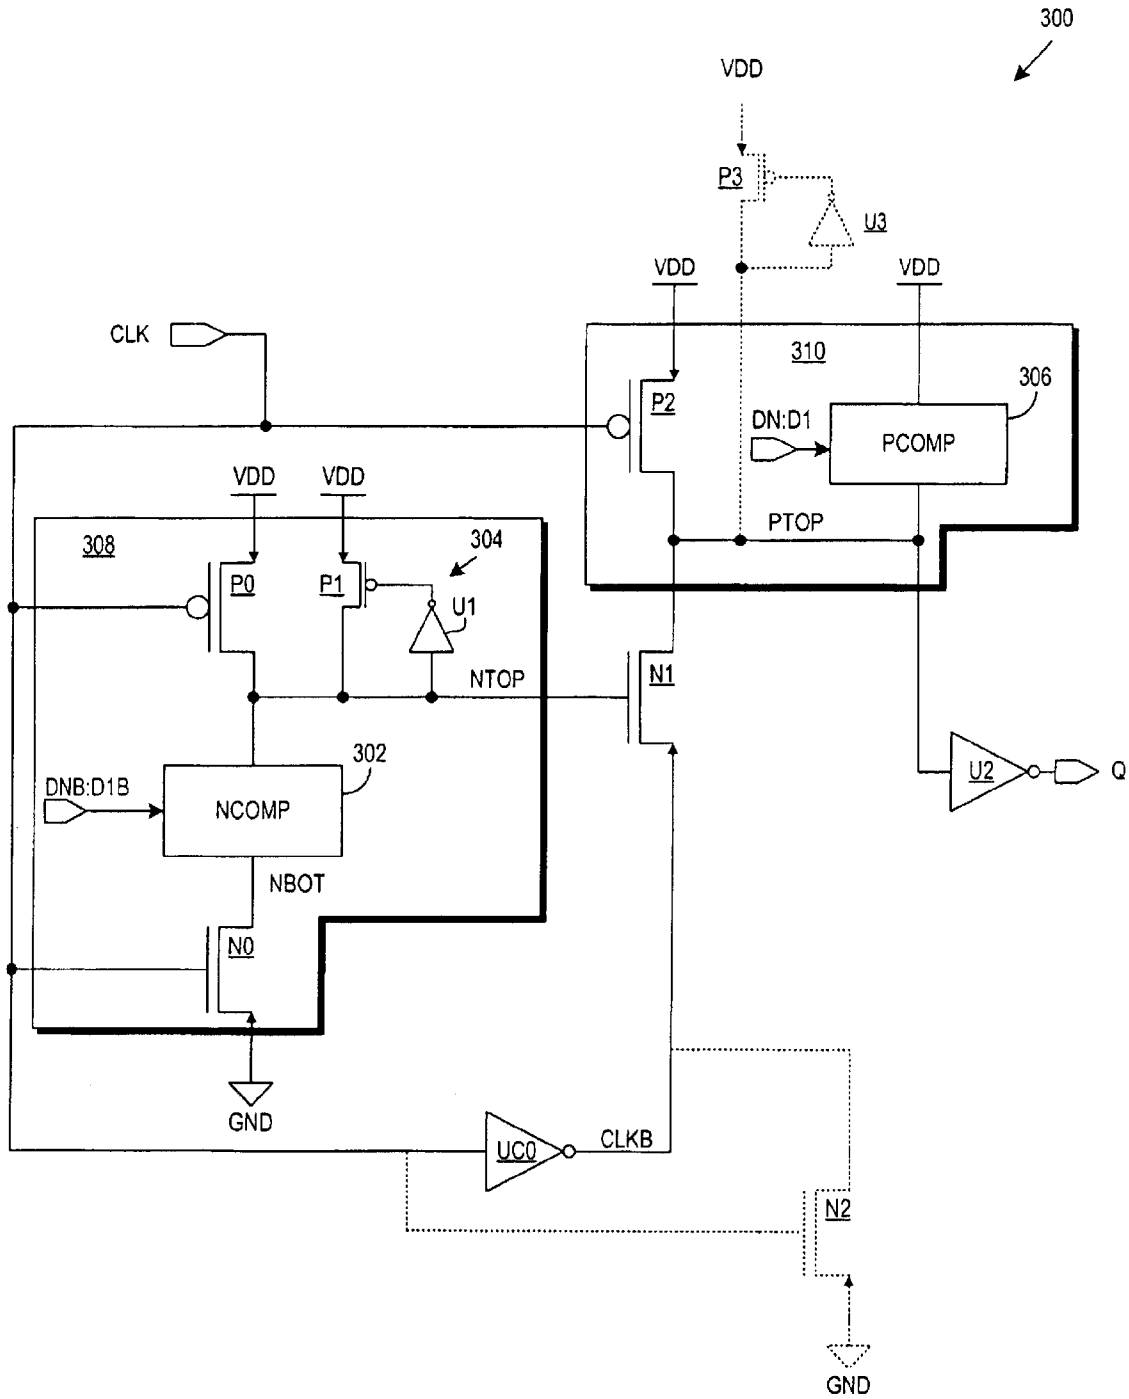 300
VDD
P3
U3
VDD
VDD
CLK
310
306
P2
DN:D1
PCOMP
VDD
VDD
PTOP
308
304
P0
P1
U1
NTOP
N1
302
DNB:D1B
NCOMP
U2
Q
NBOT
N0
GND
UC0
CLKB
N2
GND